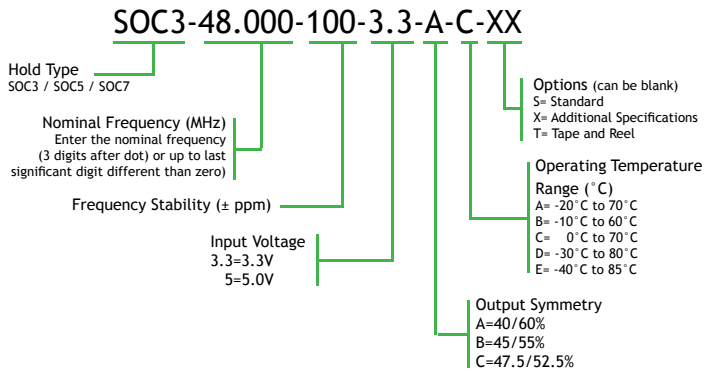 SOC3-48.000-100-3.3-A-C-XX
Hold Type
SOC3 / SOC5 / SOC7
Nominal Frequency (MHz)
Enter the nominal frequency
(3 digits after dot) or up to last
significant digit different than zero)
Frequency Stability (± ppm)
Input Voltage
3.3=3.3V
5=5.0V
Options (can be blank)
S= Standard
X= Additional Specifications
T= Tape and Reel
Operating Temperature
Range (˚C)
A= -20˚C to 70˚C
B= -10˚C to 60˚C
C= 0˚C to 70˚C
D= -30˚C to 80˚C
E= -40˚C to 85˚C
Output Symmetry
A=40/60%
B=45/55%
C=47.5/52.5%